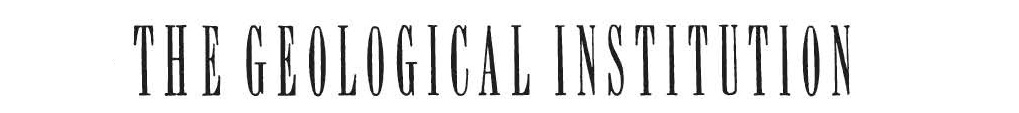 THE GEOLOGICAL INSTITUTION